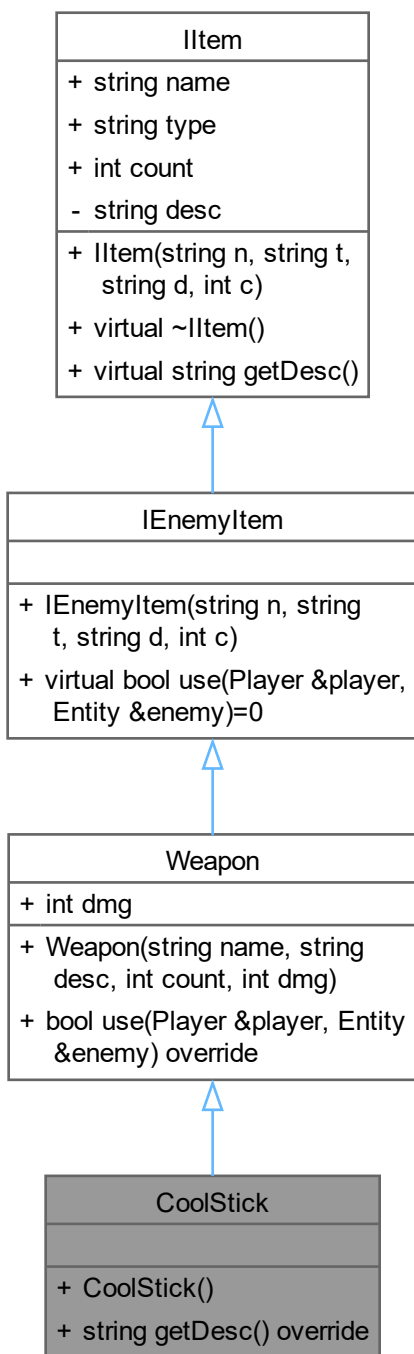 IItem
+ string name
+ string type
+ int count
- string desc
+ IItem(string n, string t,
string d, int c)
+ virtual ~IItem()
+ virtual string getDesc()
IEnemyItem
+ IEnemyItem(string n, string
t, string d, int c)
+ virtual bool use(Player &player,
Entity &enemy)=0
Weapon
+ int dmg
+ Weapon(string name, string
desc, int count, int dmg)
+ bool use(Player &player, Entity
&enemy) override
CoolStick
+ CoolStick()
+ string getDesc() override